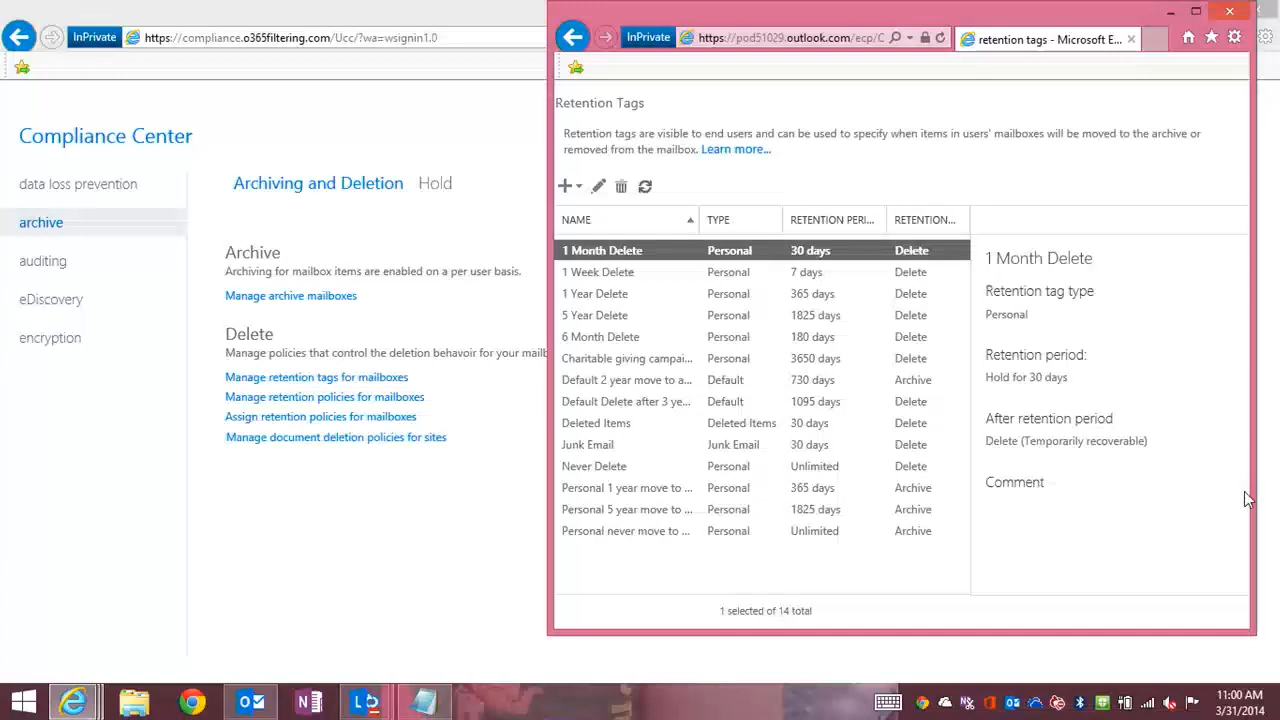 InPrivate
https://compliance.o365filtering.com/Ucc/?wa=wsignin1.0
Compliance Center
data loss prevention
archive
auditing
eDiscovery
encryption
Archiving and Deletion Hold
Archive
Archiving for mailbox items are enabled on a per user basis.
Manage archive mailboxes
Delete
Manage policies that control the deletion behavoir for your mailb
Manage retention tags for mailboxes
Manage retention policies for mailboxes
Assign retention policies for mailboxes
Manage document deletion policies for sites
InPrivate
https://pod51029.outlook.com/ecp/C
retention tags - Microsoft E...
Retention Tags
Retention tags are visible to end users and can be used to specify when items in users' mailboxes will be moved to the archive or
removed from the mailbox. Learn more...
NAME TYPE RETENTION PERI... RETENTION...
1 Month Delete Personal 30 days Delete
1 Week Delete Personal 7 days Delete
1 Year Delete Personal 365 days Delete
5 Year Delete Personal 1825 days Delete
6 Month Delete Personal 180 days Delete
Charitable giving campai... Personal 3650 days Delete
Default 2 year move to a... Default 730 days Archive
Default Delete after 3 ye... Default 1095 days Delete
Deleted Items Deleted Items 30 days Delete
Junk Email Junk Email 30 days Delete
Never Delete Personal Unlimited Delete
Personal 1 year move to ... Personal 365 days Archive
Personal 5 year move to ... Personal 1825 days Archive
Personal never move to ... Personal Unlimited Archive
1 selected of 14 total
1 Month Delete
Retention tag type
Personal
Retention period:
Hold for 30 days
After retention period
Delete (Temporarily recoverable)
Comment
11:00 AM
3/31/2014